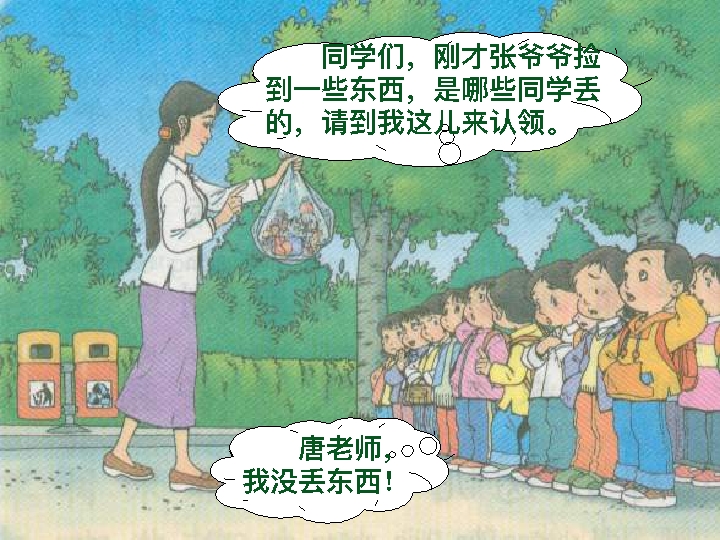 同学们，刚才张爷爷捡
到一些东西，是哪些同学丢
的，请到我这儿来认领。
唐老师，
我没丢东西！